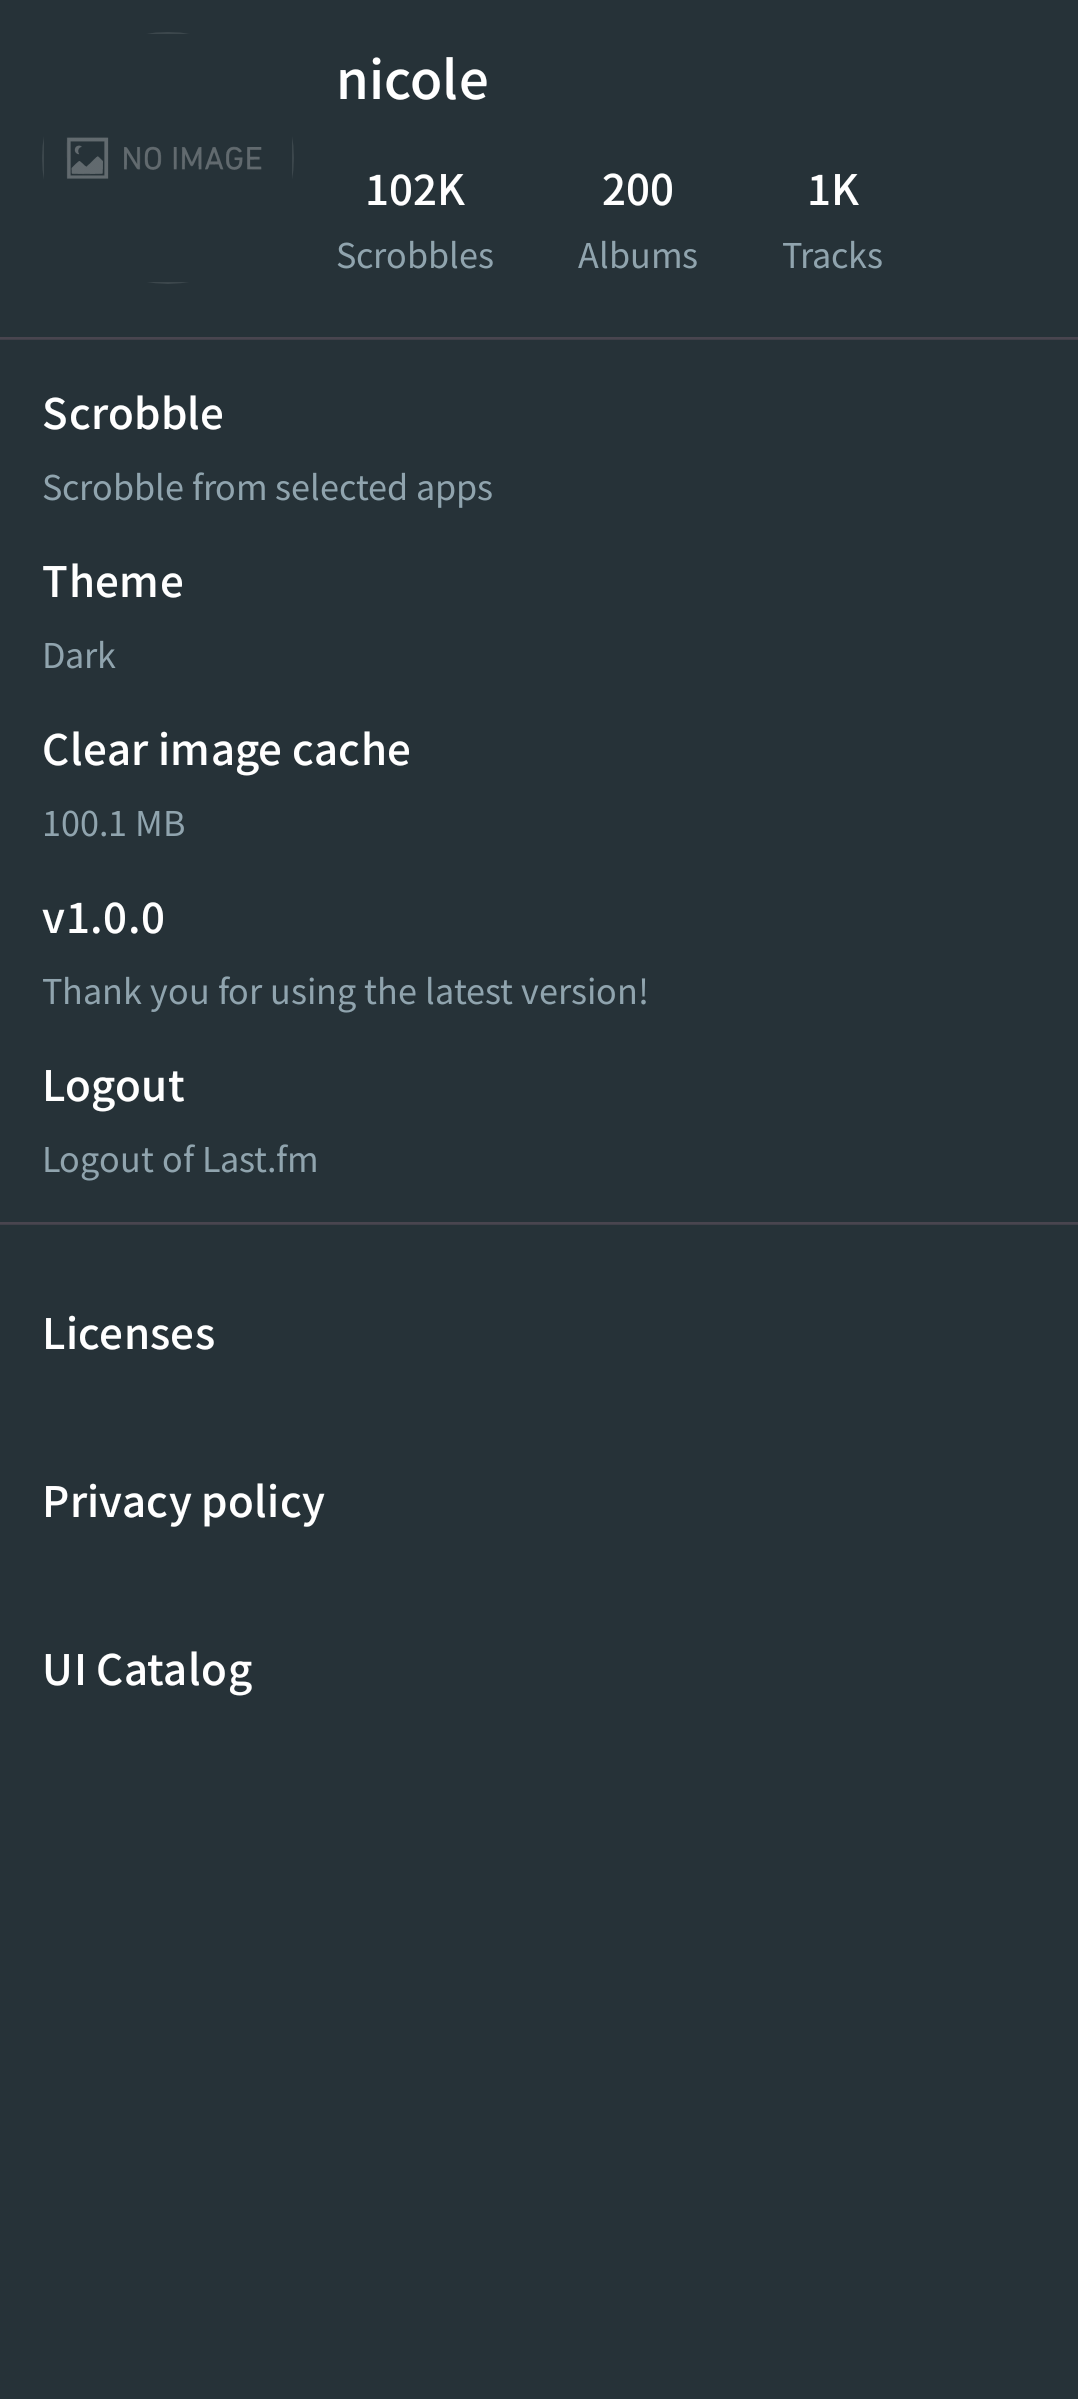 nicole
NO IMAGE
102K 200 1K
Scrobbles Albums Tracks
Scrobble
Scrobble from selected apps
Theme
Dark
Clear image cache
100.1 MB
v1.0.0
Thank you for using the latest version!
Logout
Logout of Last.fm
Licenses
Privacy policy
UI Catalog